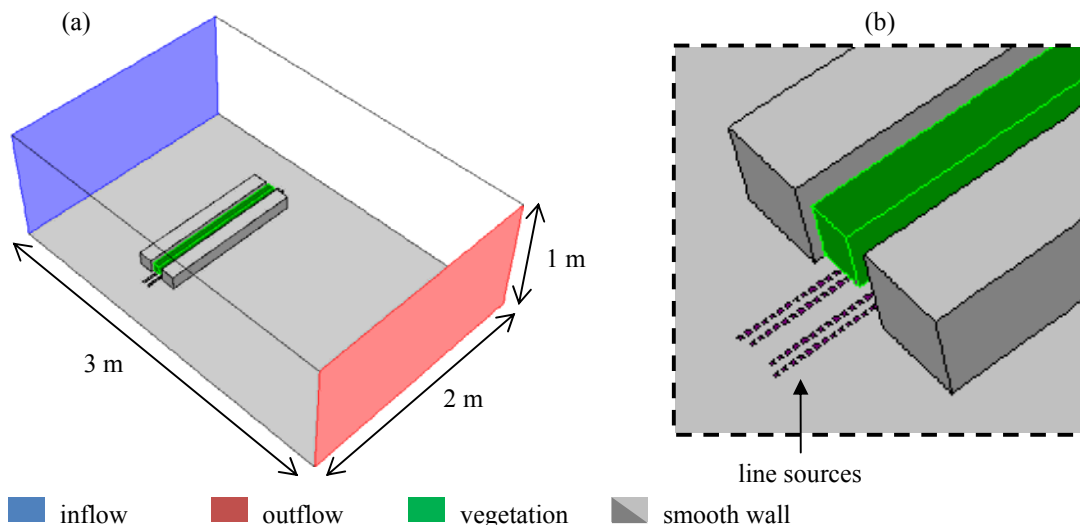 (a)
(b)
1 m
3 m
2 m
line sources
inflow
outflow
vegetation
smooth wall